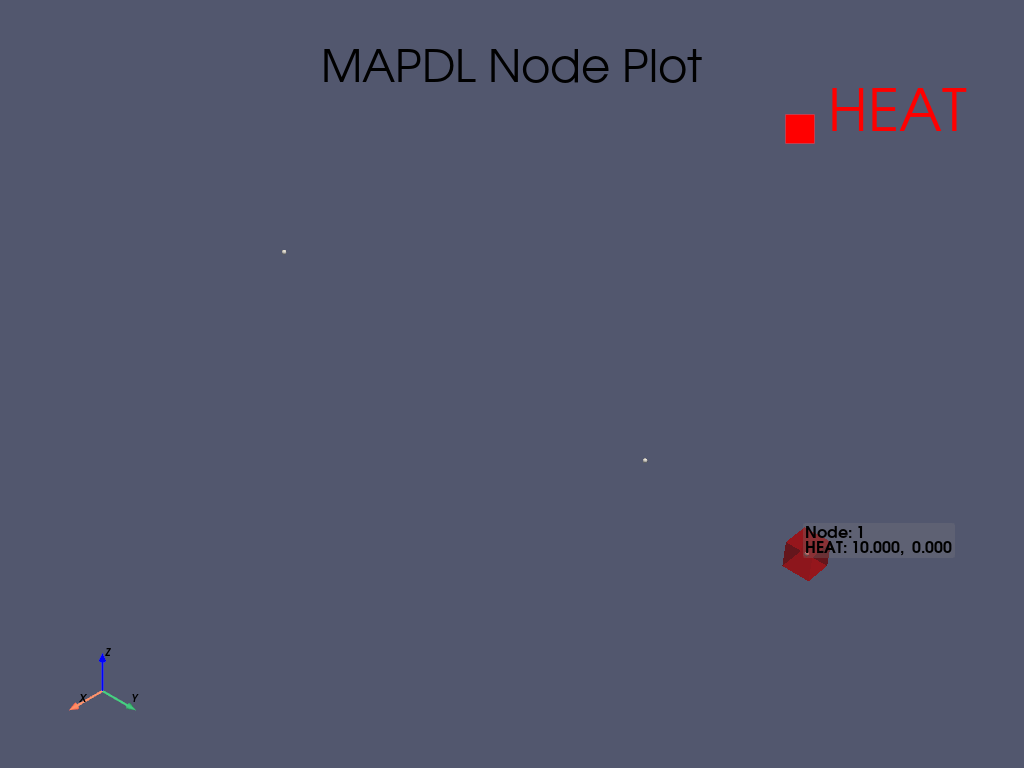 MAPDL Node Plot
HEAT
Node: 1
HEAT: 10.000, 0.000
Z
X
Y